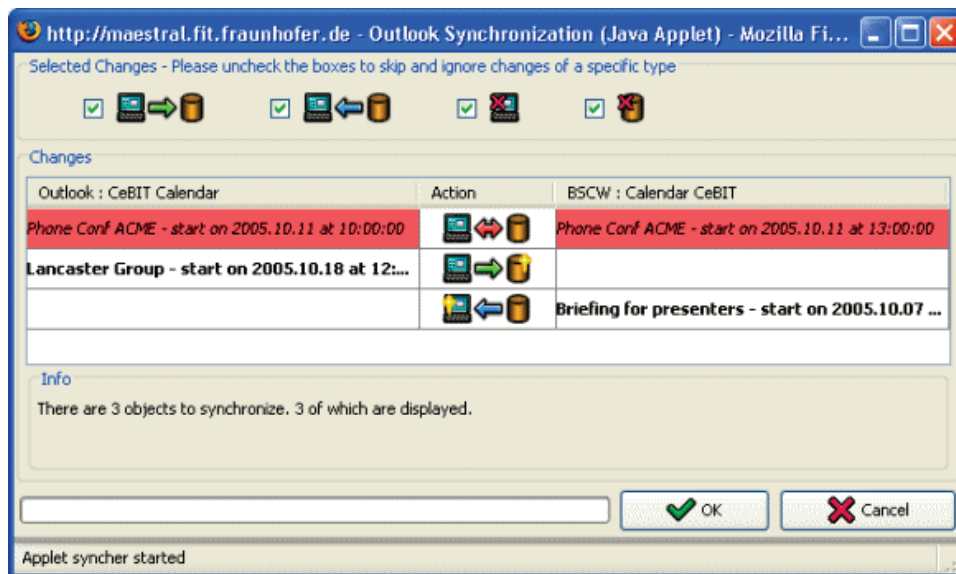 http://maestral.fit.fraunhofer.de - Outlook Synchronization (Java Applet) - Mozilla Fi...
Selected Changes - Please uncheck the boxes to skip and ignore changes of a specific type
Changes
Outlook : CeBIT Calendar Action BSCW : Calendar CeBIT
Phone Conf ACME - start on 2005.10.11 at 10:00:00 Phone Conf ACME - start on 2005.10.11 at 13:00:00
Lancaster Group - start on 2005.10.18 at 12:...
Briefing for presenters - start on 2005.10.07 ...
Info
There are 3 objects to synchronize. 3 of which are displayed.
OK Cancel
Applet syncher started